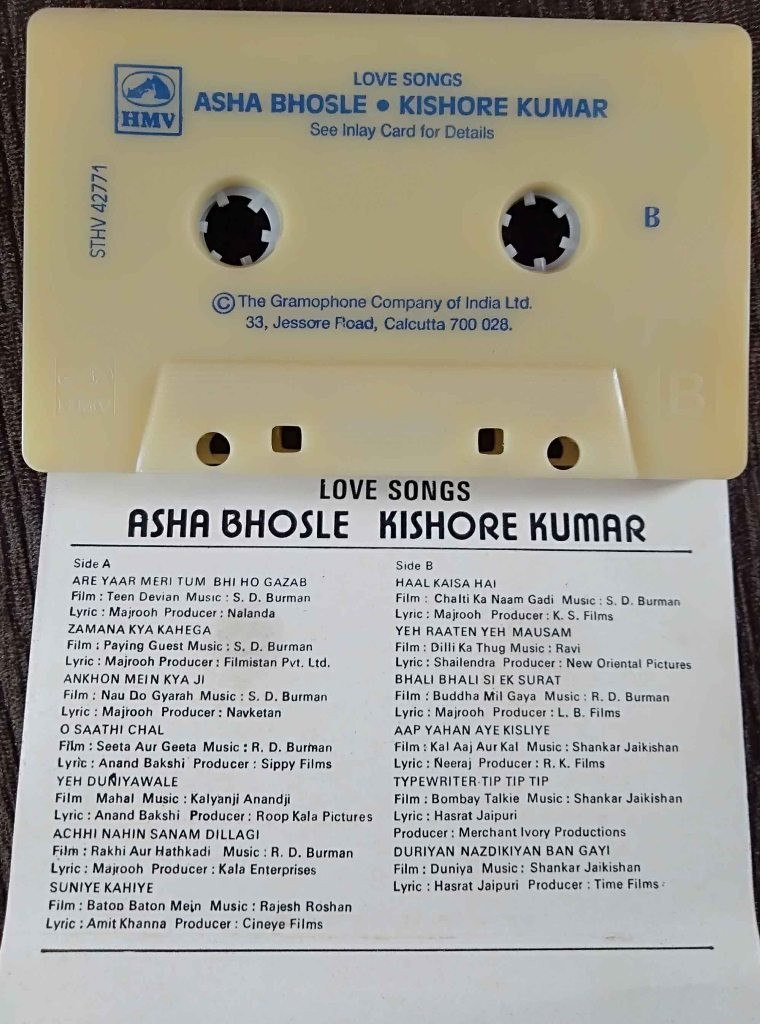 LOVE SONGS
ASHA BHOSLE • KISHORE KUMAR
See Inlay Card for Details
HMV
STHV 42771
B
© The Gramophone Company of India Ltd.
33, Jessore Road, Calcutta 700 028.
HMV
B
LOVE SONGS
ASHA BHOSLE KISHORE KUMAR
Side A
ARE YAAR MERI TUM BHI HO GAZAB
Film : Teen Devian Music : S. D. Burman
Lyric : Majrooh Producer : Nalanda
ZAMANA KYA KAHEGA
Film : Paying Guest Music : S. D. Burman
Lyric : Majrooh Producer : Filmistan Pvt. Ltd.
ANKHON MEIN KYA JI
Film : Nau Do Gyarah Music : S. D. Burman
Lyric : Majrooh Producer : Navketan
O SAATHI CHAL
Film : Seeta Aur Geeta Music : R. D. Burman
Lyric : Anand Bakshi Producer : Sippy Films
YEH DUNIYAWALE
Film Mahal Music : Kalyanji Anandji
Lyric : Anand Bakshi Producer : Roop Kala Pictures
ACHHI NAHIN SANAM DILLAGI
Film : Rakhi Aur Hathkadi Music : R. D. Burman
Lyric : Majrooh Producer : Kala Enterprises
SUNIYE KAHIYE
Film : Baton Baton Mein Music : Rajesh Roshan
Lyric : Amit Khanna Producer : Cineye Films
Side B
HAAL KAISA HAI
Film : Chalti Ka Naam Gadi Music : S. D. Burman
Lyric : Majrooh Producer : K. S. Films
YEH RAATEN YEH MAUSAM
Film : Dilli Ka Thug Music : Ravi
Lyric : Shailendra Producer : New Oriental Pictures
BHALI BHALI SI EK SURAT
Film : Buddha Mil Gaya Music : R. D. Burman
Lyric : Majrooh Producer : L. B. Films
AAP YAHAN AYE KISLIYE
Film : Kal Aaj Aur Kal Music : Shankar Jaikishan
Lyric : Neeraj Producer : R. K. Films
TYPEWRITER TIP TIP TIP
Film : Bombay Talkie Music : Shankar Jaikishan
Lyric : Hasrat Jaipuri
Producer : Merchant Ivory Productions
DURIYAN NAZDIKIYAN BAN GAYI
Film : Duniya Music : Shankar Jaikishan
Lyric : Hasrat Jaipuri Producer : Time Films